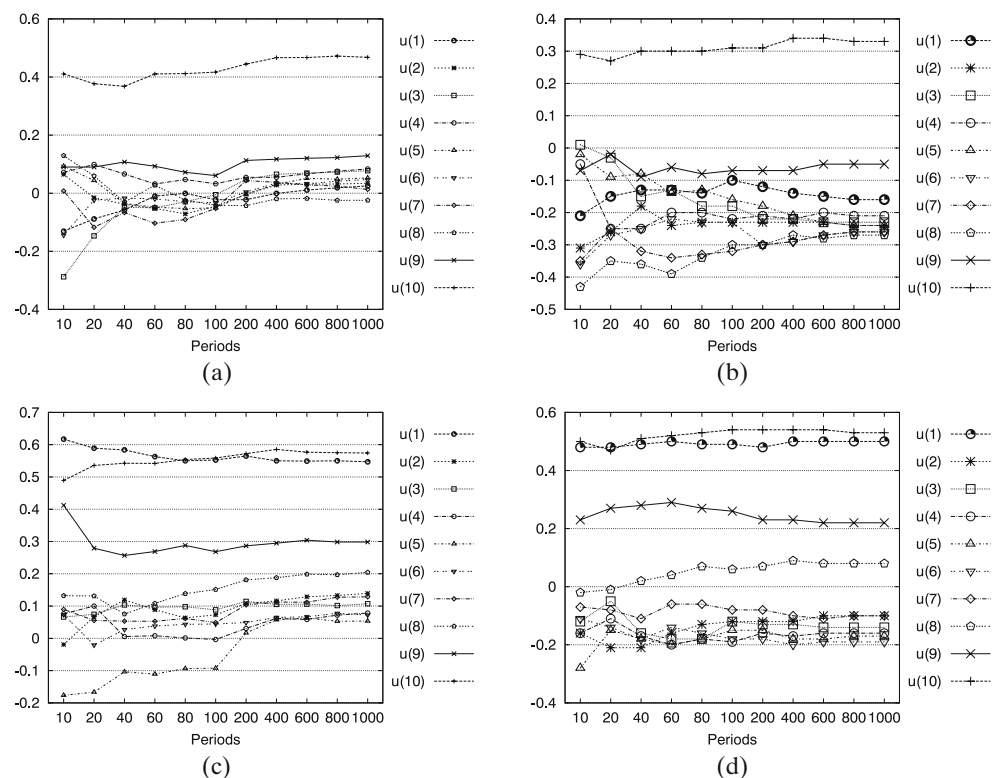 0.6
0.4
0.2
0
-0.2
-0.4
10 20 40 60 80 100 200 400 600 800 1000
Periods
u(1)
u(2)
u(3)
u(4)
u(5)
u(6)
u(7)
u(8)
u(9)
u(10)
(a)
0.4
0.3
0.2
0.1
0
-0.1
-0.2
-0.3
-0.4
-0.5
10 20 40 60 80 100 200 400 600 800 1000
Periods
u(1)
u(2)
u(3)
u(4)
u(5)
u(6)
u(7)
u(8)
u(9)
u(10)
(b)
0.7
0.6
0.5
0.4
0.3
0.2
0.1
0
-0.1
-0.2
10 20 40 60 80 100 200 400 600 800 1000
Periods
u(1)
u(2)
u(3)
u(4)
u(5)
u(6)
u(7)
u(8)
u(9)
u(10)
(c)
0.6
0.4
0.2
0
-0.2
-0.4
10 20 40 60 80 100 200 400 600 800 1000
Periods
u(1)
u(2)
u(3)
u(4)
u(5)
u(6)
u(7)
u(8)
u(9)
u(10)
(d)